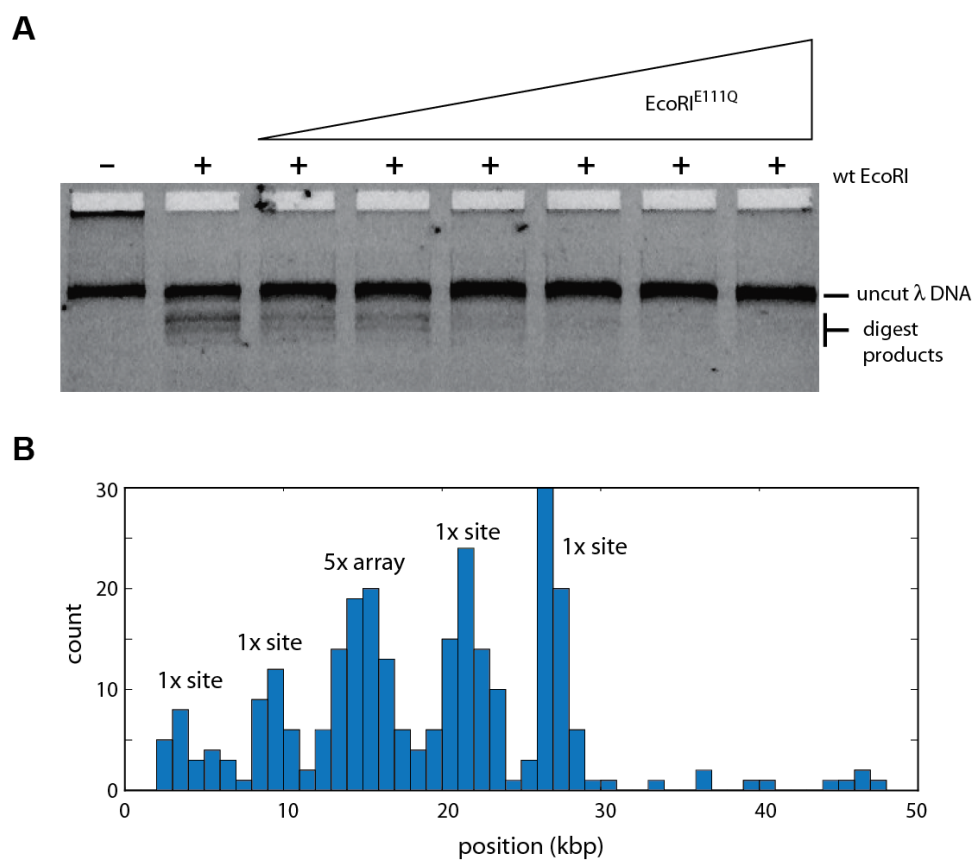 A
EcoRI^E111Q
– + + + + + + +
wt EcoRI
uncut λ DNA
digest
products
B
30
20
10
0
count
1x site
1x site
5x array
1x site
1x site
0 10 20 30 40 50
position (kbp)